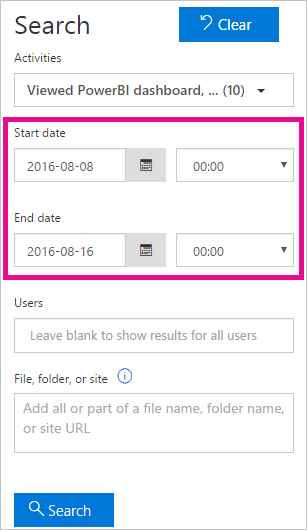 Search
Clear
Activities
Viewed PowerBI dashboard, ... (10)
Start date
2016-08-08
00:00
End date
2016-08-16
00:00
Users
Leave blank to show results for all users
File, folder, or site
Add all or part of a file name, folder name,
or site URL
Search